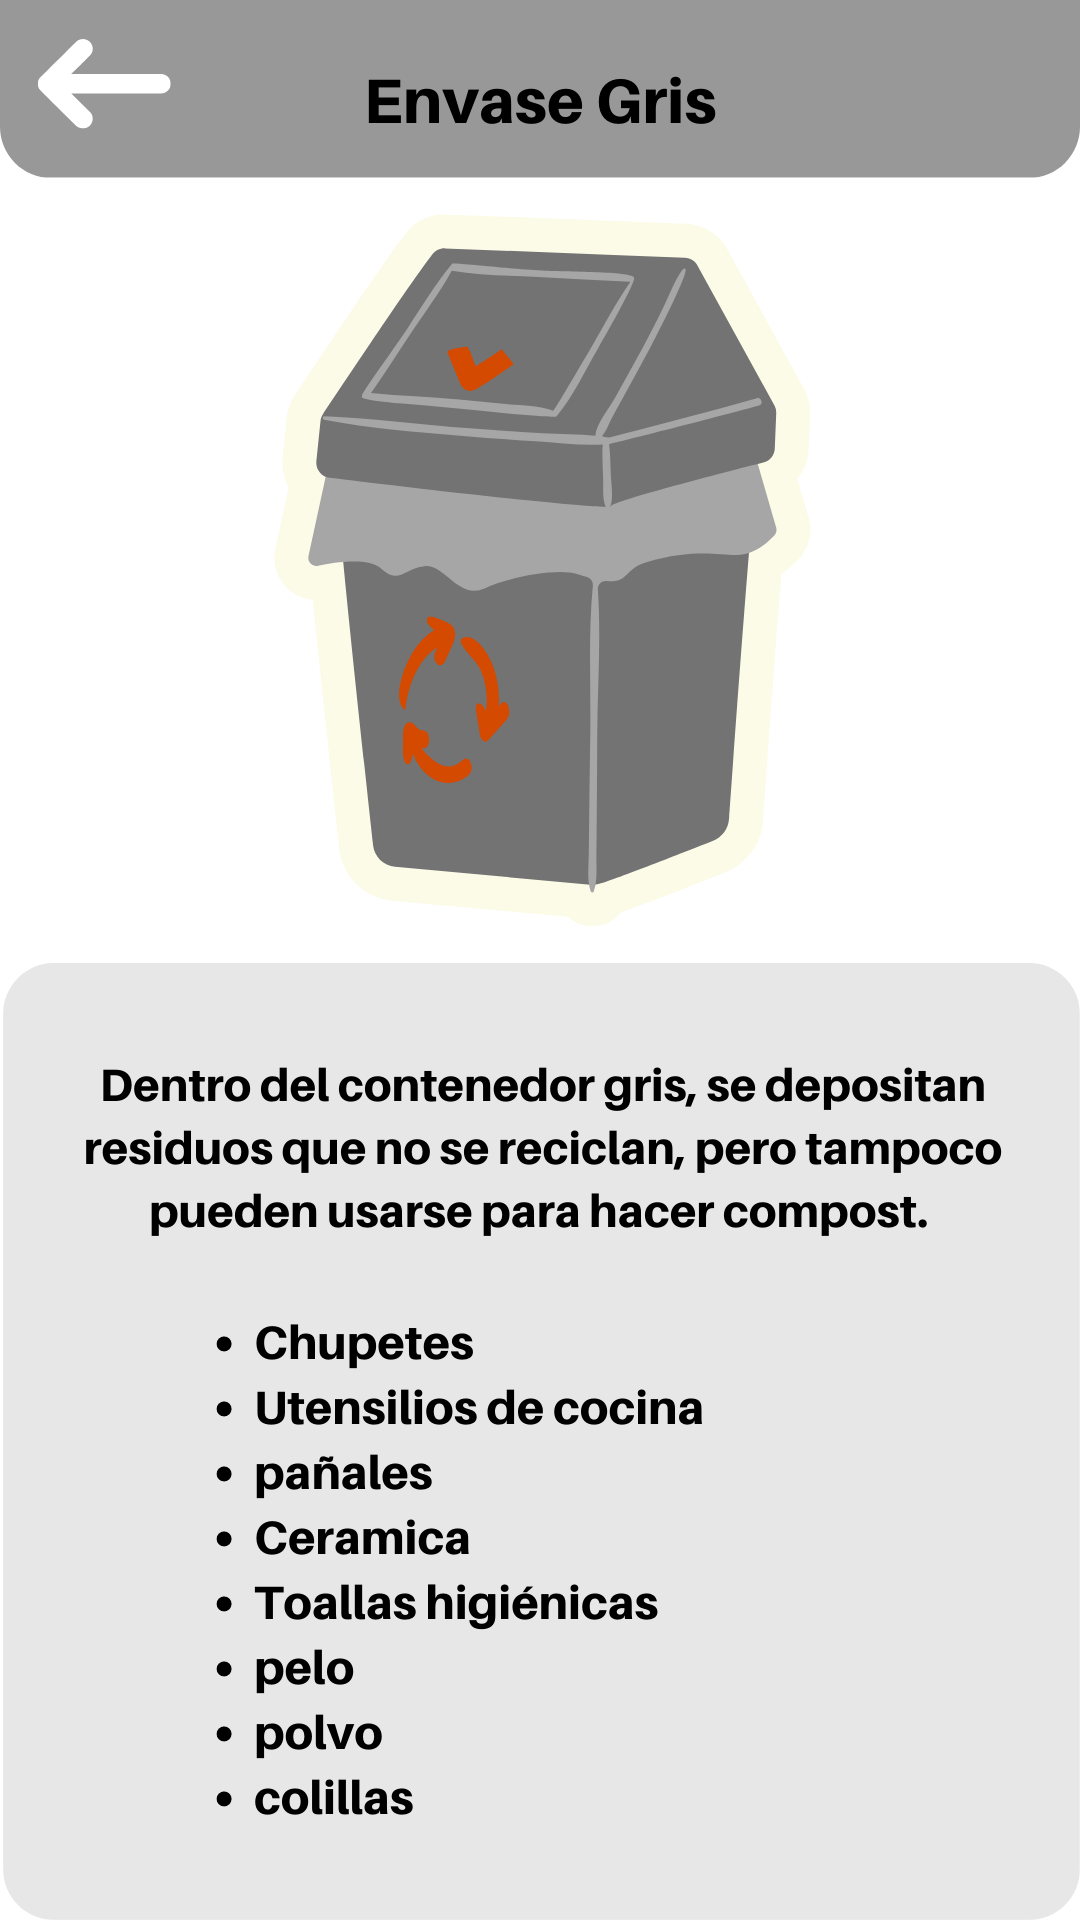 Envase Gris
Dentro del contenedor gris, se depositan
residuos que no se reciclan, pero tampoco
pueden usarse para hacer compost.
• Chupetes
• Utensilios de cocina
• pañales
• Ceramica
• Toallas higiénicas
• pelo
• polvo
• colillas